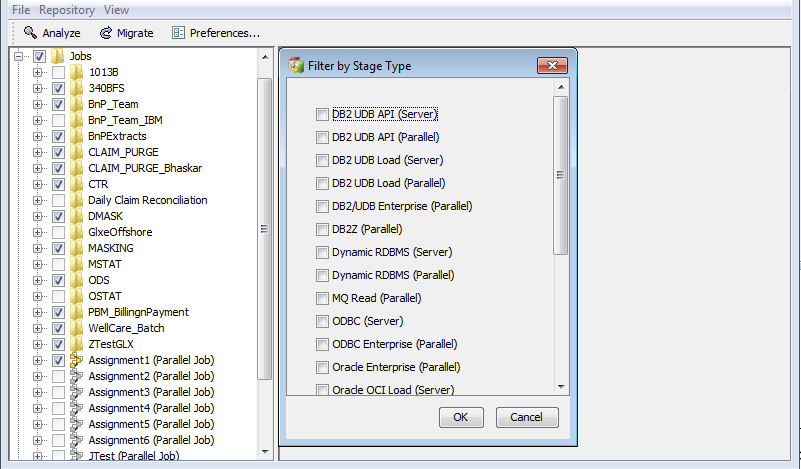 File Repository View
Analyze Migrate Preferences...
Jobs
1013B
340BFS
BnP_Team
BnP_Team_IBM
BnPExtracts
CLAIM_PURGE
CLAIM_PURGE_Bhaskar
CTR
Daily Claim Reconciliation
DMASK
GlxeOffshore
MASKING
MSTAT
ODS
OSTAT
PBM_BillingnPayment
WellCare_Batch
ZTestGLX
Assignment1 (Parallel Job)
Assignment2 (Parallel Job)
Assignment3 (Parallel Job)
Assignment4 (Parallel Job)
Assignment5 (Parallel Job)
Assignment6 (Parallel Job)
JTest (Parallel Job)
Filter by Stage Type
DB2 UDB API (Server)
DB2 UDB API (Parallel)
DB2 UDB Load (Server)
DB2 UDB Load (Parallel)
DB2/UDB Enterprise (Parallel)
DB2Z (Parallel)
Dynamic RDBMS (Server)
Dynamic RDBMS (Parallel)
MQ Read (Parallel)
ODBC (Server)
ODBC Enterprise (Parallel)
Oracle Enterprise (Parallel)
Oracle OCI Load (Server)
OK Cancel